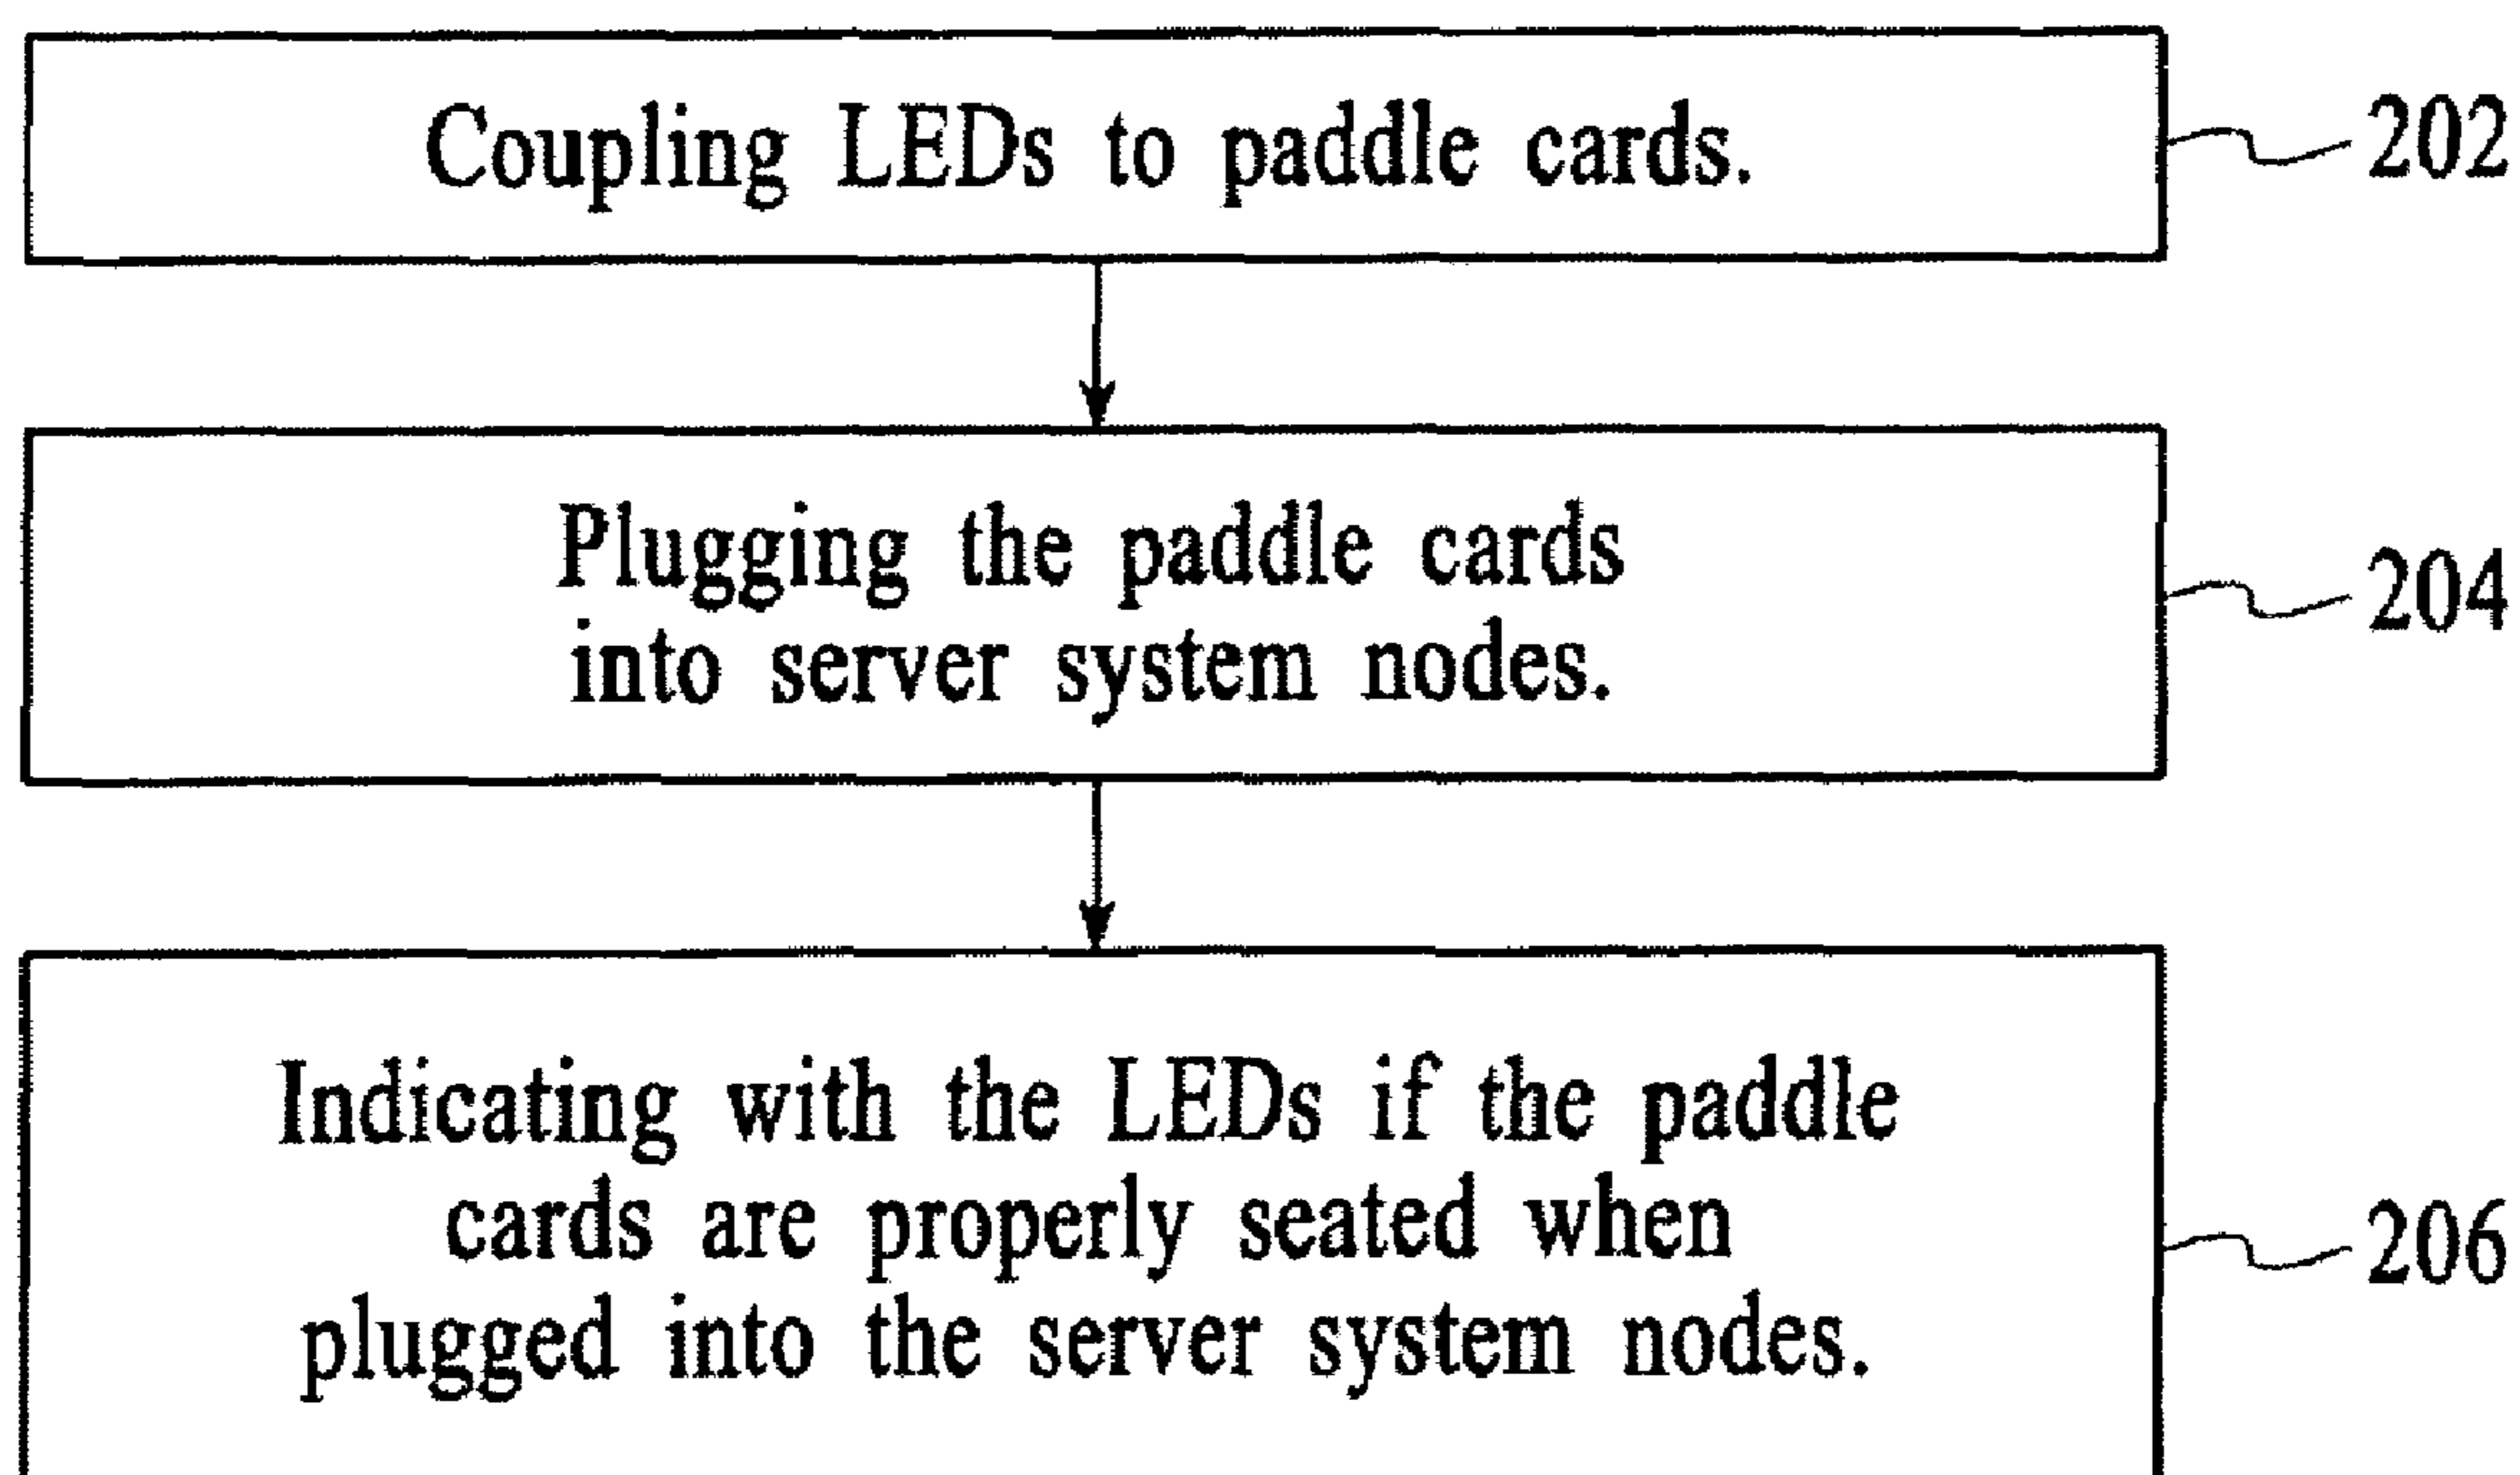 Coupling LEDs to paddle cards.
202
Plugging the paddle cards
into server system nodes.
204
Indicating with the LEDs if the paddle
cards are properly seated when
plugged into the server system nodes.
206